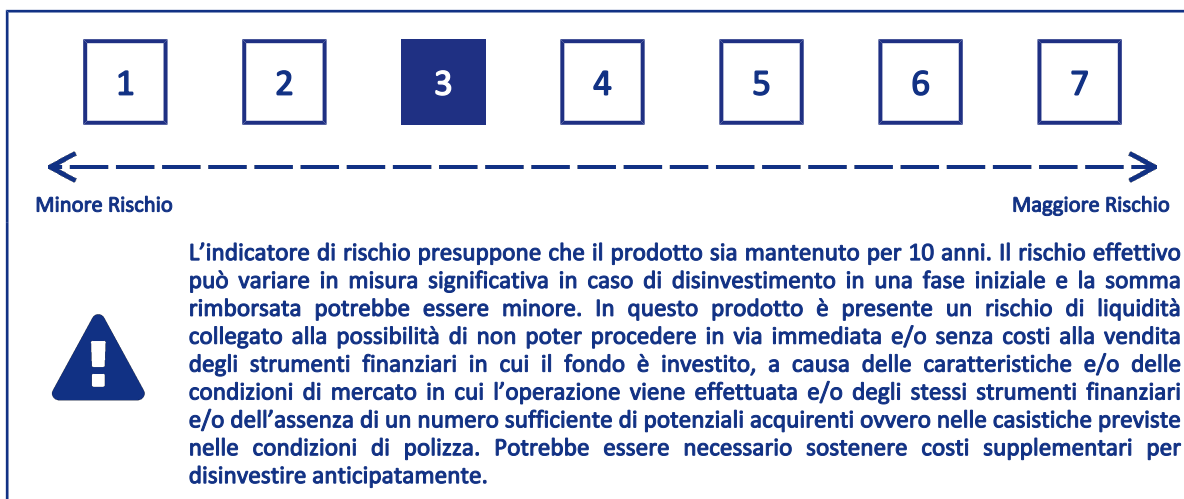 1 2 3 4 5 6 7
Minore Rischio Maggiore Rischio
L’indicatore di rischio presuppone che il prodotto sia mantenuto per 10 anni. Il rischio effettivo
può variare in misura significativa in caso di disinvestimento in una fase iniziale e la somma
rimborsata potrebbe essere minore. In questo prodotto è presente un rischio di liquidità
collegato alla possibilità di non poter procedere in via immediata e/o senza costi alla vendita
degli strumenti finanziari in cui il fondo è investito, a causa delle caratteristiche e/o delle
condizioni di mercato in cui l’operazione viene effettuata e/o degli stessi strumenti finanziari
e/o dell’assenza di un numero sufficiente di potenziali acquirenti ovvero nelle casistiche previste
nelle condizioni di polizza. Potrebbe essere necessario sostenere costi supplementari per
disinvestire anticipatamente.